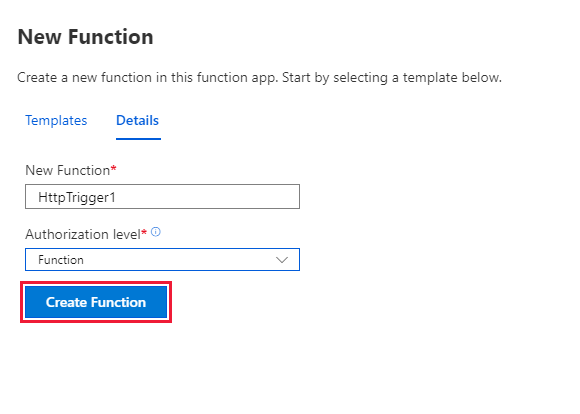 New Function
Create a new function in this function app. Start by selecting a template below.
Templates Details
New Function*
HttpTrigger1
Authorization level*
Function
Create Function